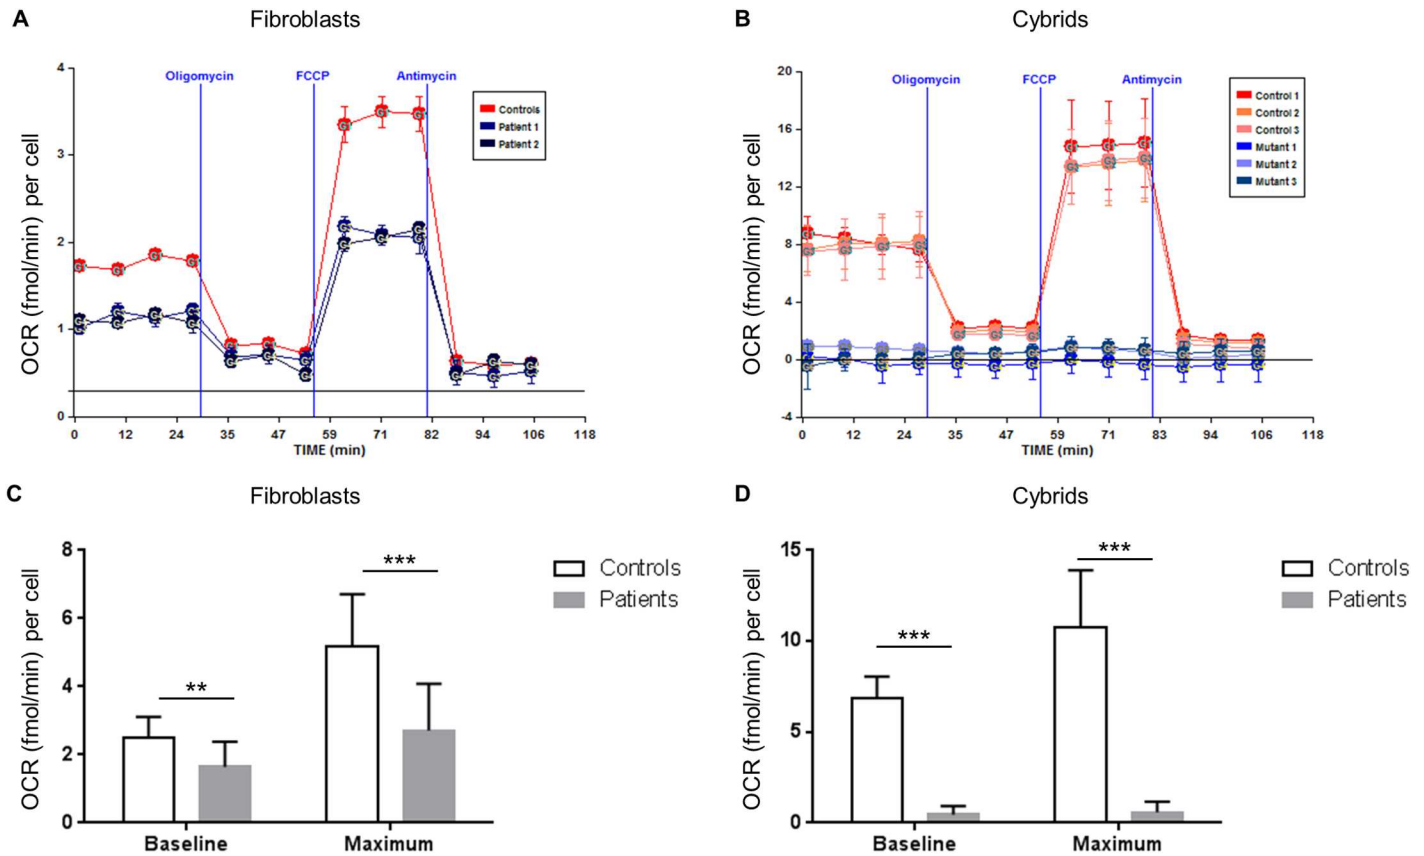 A
Fibroblasts
OCR (fmol/min) per cell
4
3
2
1
0
Oligomycin
FCCP
Antimycin
Controls
Patient 1
Patient 2
0 12 24 35 47 59 71 82 94 106 118
TIME (min)
B
Cybrids
OCR (fmol/min) per cell
20
16
12
8
4
0
-4
Oligomycin
FCCP
Antimycin
Control 1
Control 2
Control 3
Mutant 1
Mutant 2
Mutant 3
0 12 24 36 47 59 71 83 94 106 118
TIME (min)
C
Fibroblasts
OCR (fmol/min) per cell
8
6
4
2
0
**
***
Controls
Patients
Baseline Maximum
D
Cybrids
OCR (fmol/min) per cell
15
10
5
0
***
***
Controls
Patients
Baseline Maximum